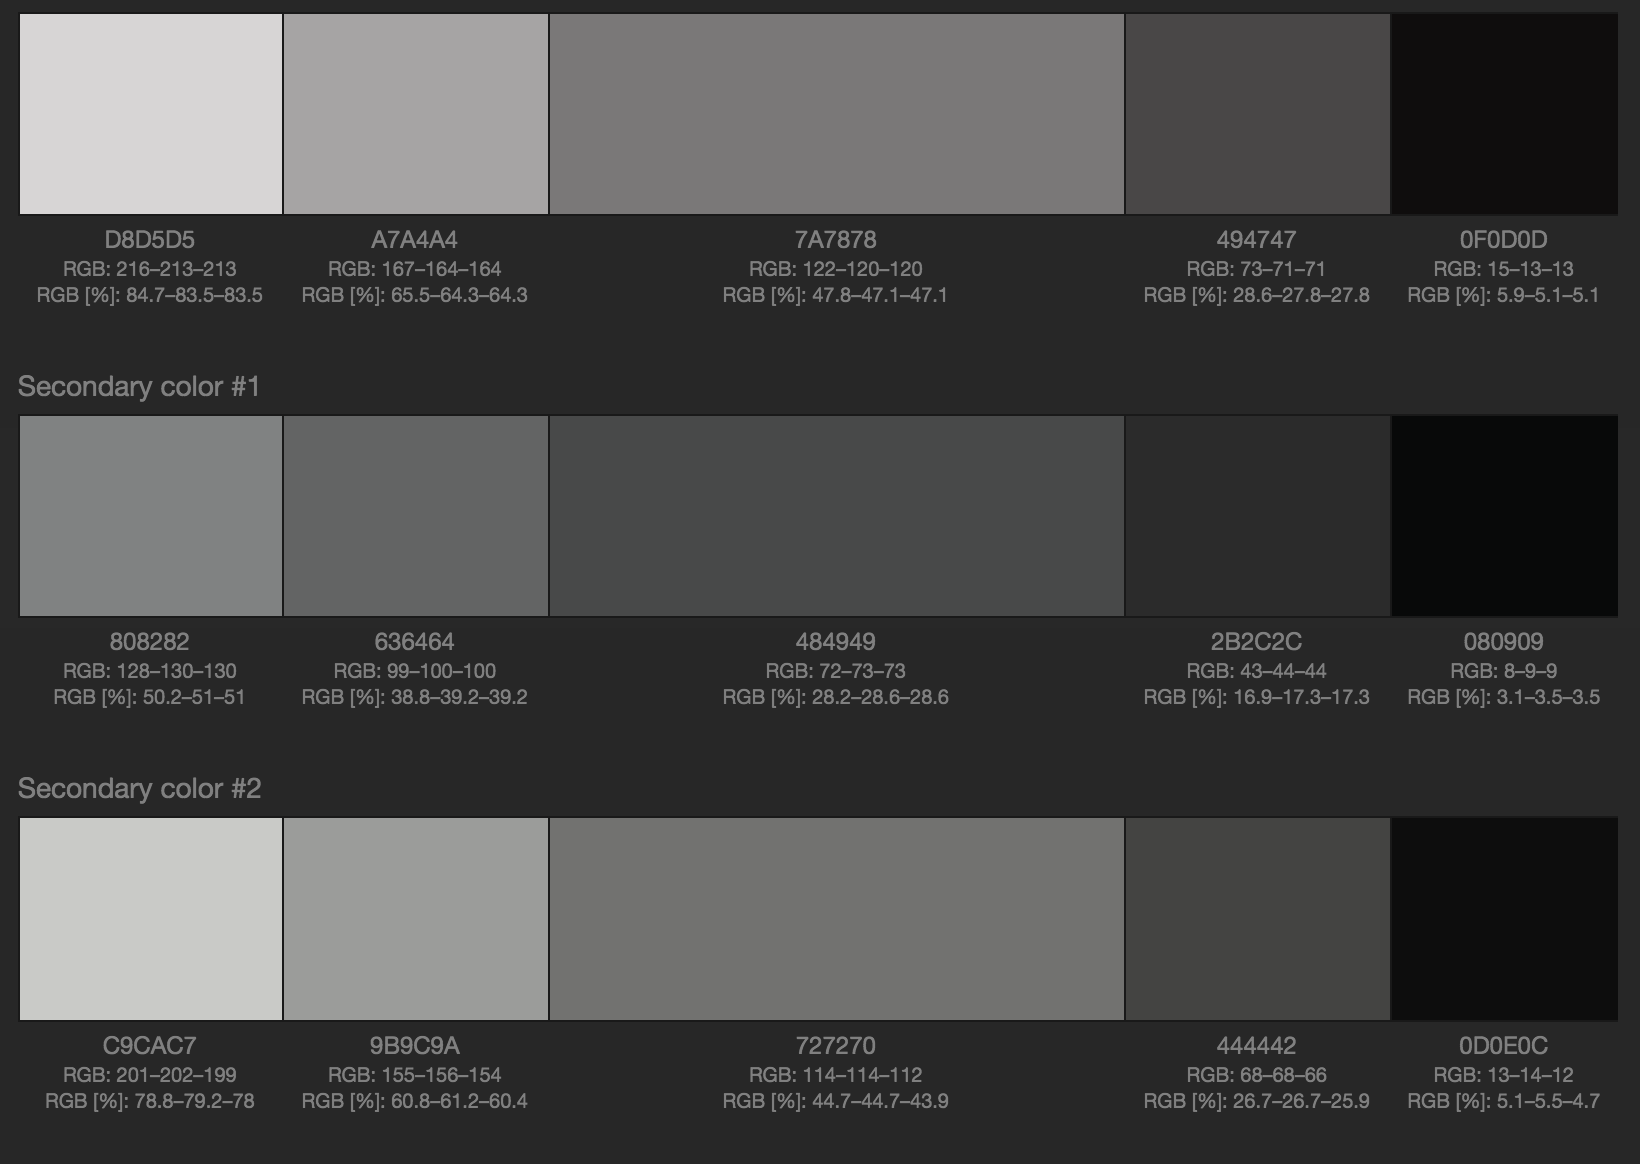 D8D5D5
RGB: 216–213–213
RGB [%]: 84.7–83.5–83.5
A7A4A4
RGB: 167–164–164
RGB [%]: 65.5–64.3–64.3
7A7878
RGB: 122–120–120
RGB [%]: 47.8–47.1–47.1
494747
RGB: 73–71–71
RGB [%]: 28.6–27.8–27.8
0F0D0D
RGB: 15–13–13
RGB [%]: 5.9–5.1–5.1
Secondary color #1
808282
RGB: 128–130–130
RGB [%]: 50.2–51–51
636464
RGB: 99–100–100
RGB [%]: 38.8–39.2–39.2
484949
RGB: 72–73–73
RGB [%]: 28.2–28.6–28.6
2B2C2C
RGB: 43–44–44
RGB [%]: 16.9–17.3–17.3
080909
RGB: 8–9–9
RGB [%]: 3.1–3.5–3.5
Secondary color #2
C9CAC7
RGB: 201–202–199
RGB [%]: 78.8–79.2–78
9B9C9A
RGB: 155–156–154
RGB [%]: 60.8–61.2–60.4
727270
RGB: 114–114–112
RGB [%]: 44.7–44.7–43.9
444442
RGB: 68–68–66
RGB [%]: 26.7–26.7–25.9
0D0E0C
RGB: 13–14–12
RGB [%]: 5.1–5.5–4.7